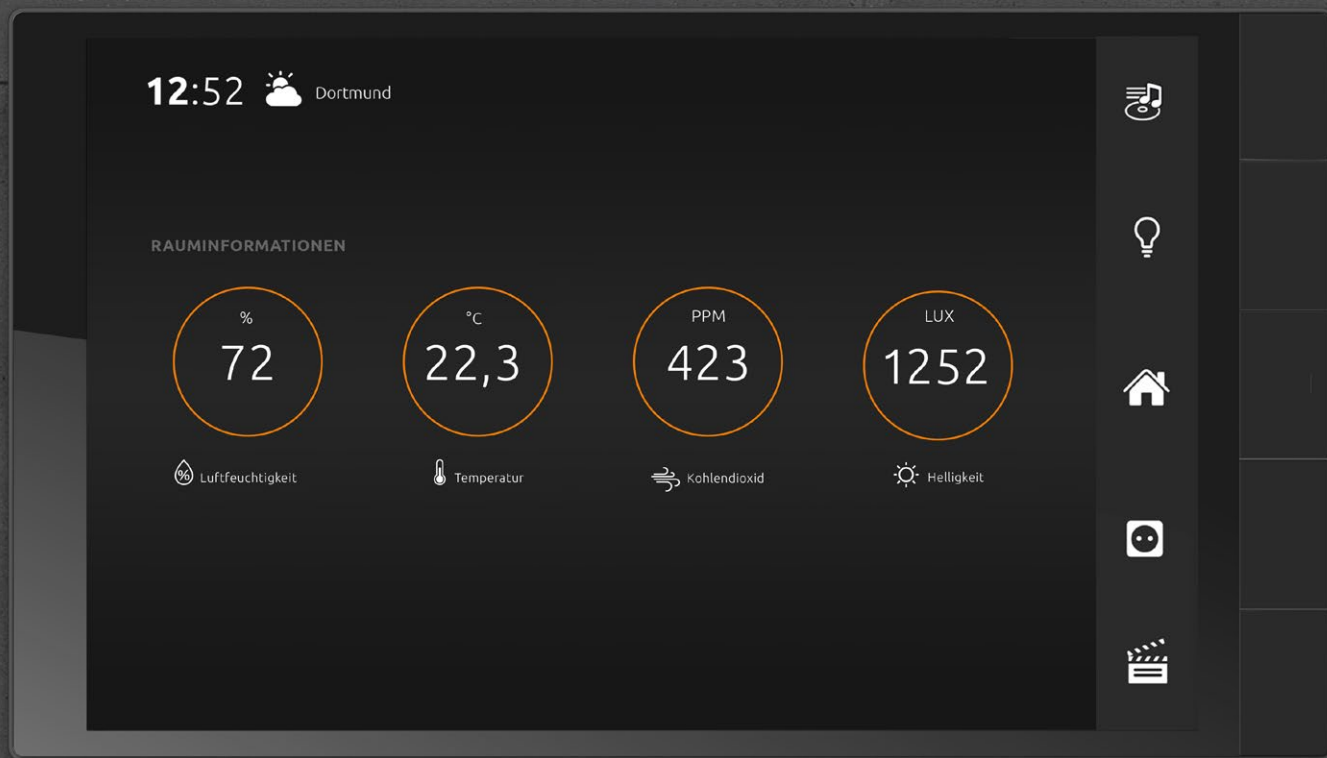 12:52 Dortmund
RAUMINFORMATIONEN
% °C PPM LUX
72 22,3 423 1252
% Luftfeuchtigkeit Temperatur Kohlendioxid Helligkeit